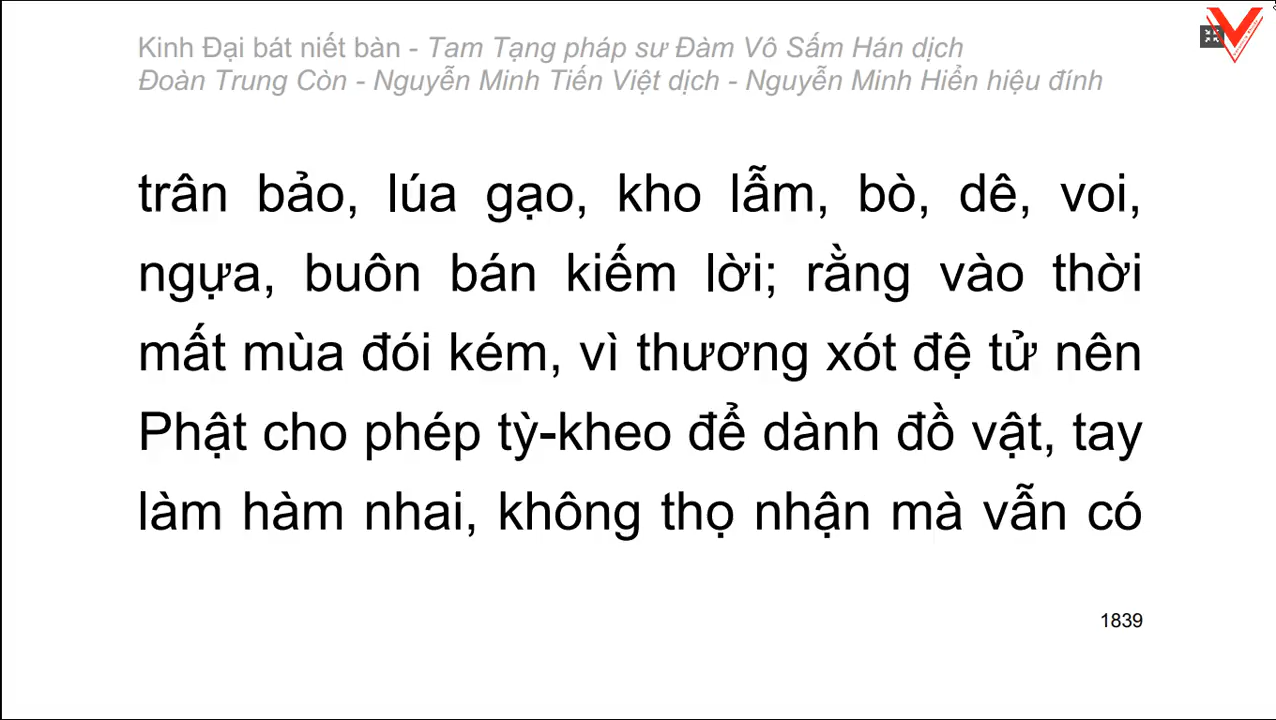 Kinh Đại bát niết bàn - Tam Tạng pháp sư Đàm Vô Sấm Hán dịch
Đoàn Trung Còn - Nguyễn Minh Tiến Việt dịch - Nguyễn Minh Hiển hiệu đính
trân bảo, lúa gạo, kho lẫm, bò, dê, voi,
ngựa, buôn bán kiếm lời; rằng vào thời
mất mùa đói kém, vì thương xót đệ tử nên
Phật cho phép tỳ-kheo để dành đồ vật, tay
làm hàm nhai, không thọ nhận mà vẫn có
1839